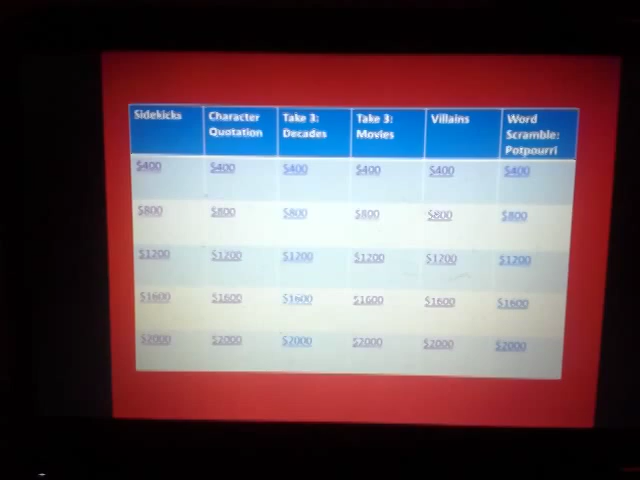 Sidekicks
Character
Quotation
Take 3:
Decades
Take 3:
Movies
Villains
Word
Scramble:
Potpourri
$400 $400 $400 $400 $400 $400
$800 $800 $800 $800 $800 $800
$1200 $1200 $1200 $1200 $1200 $1200
$1600 $1600 $1600 $1600 $1600 $1600
$2000 $2000 $2000 $2000 $2000 $2000